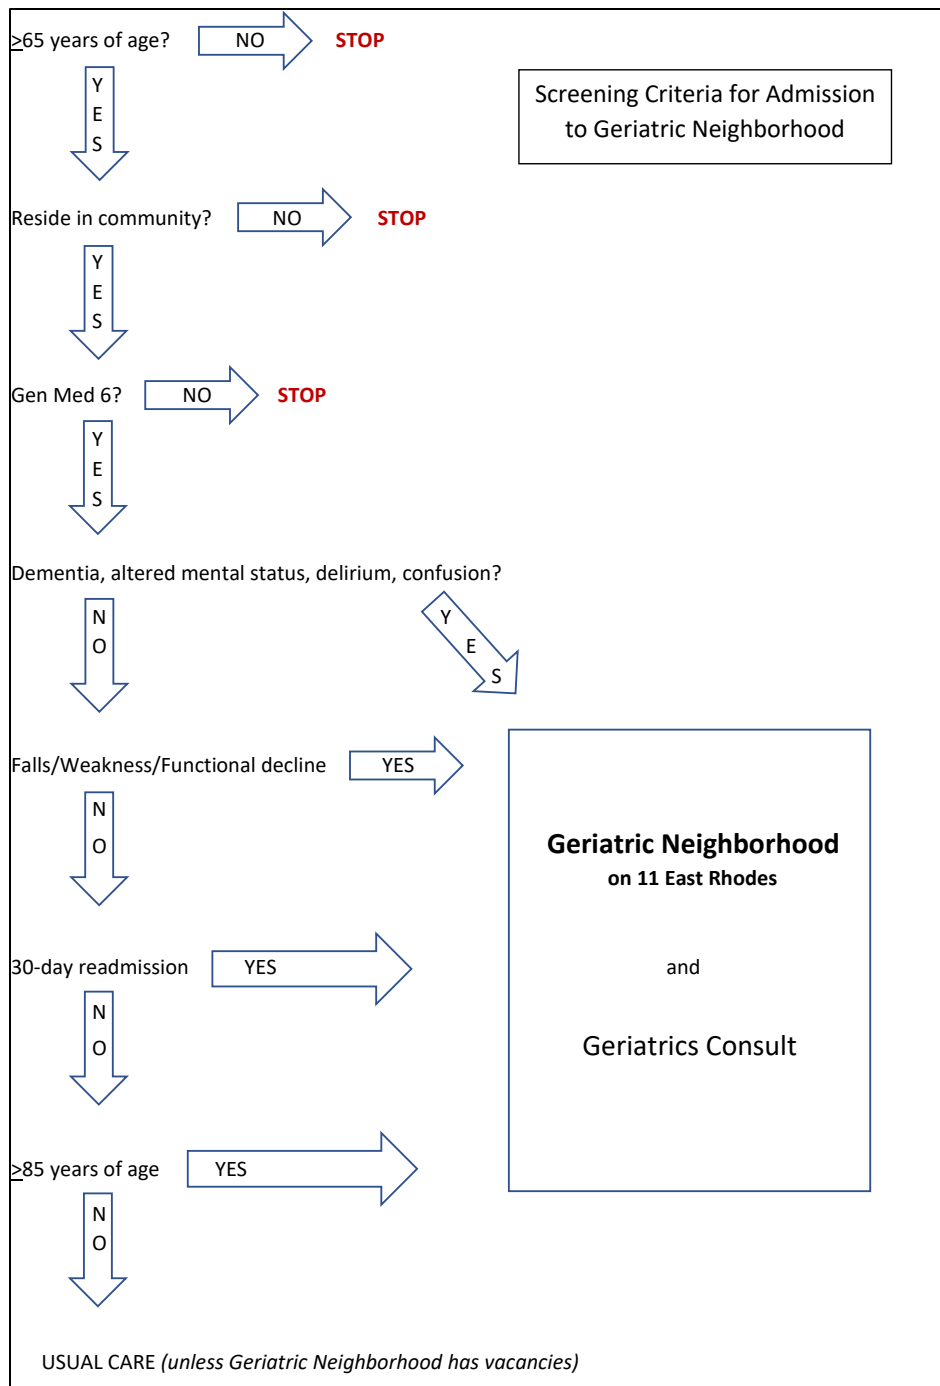 ≥65 years of age? NO STOP
Screening Criteria for Admission
to Geriatric Neighborhood
YES
Reside in community? NO STOP
YES
Gen Med 6? NO STOP
YES
Dementia, altered mental status, delirium, confusion?
NO
YES
Falls/Weakness/Functional decline YES
NO
Geriatric Neighborhood
on 11 East Rhodes
and
Geriatrics Consult
30-day readmission YES
NO
≥85 years of age YES
NO
USUAL CARE (unless Geriatric Neighborhood has vacancies)